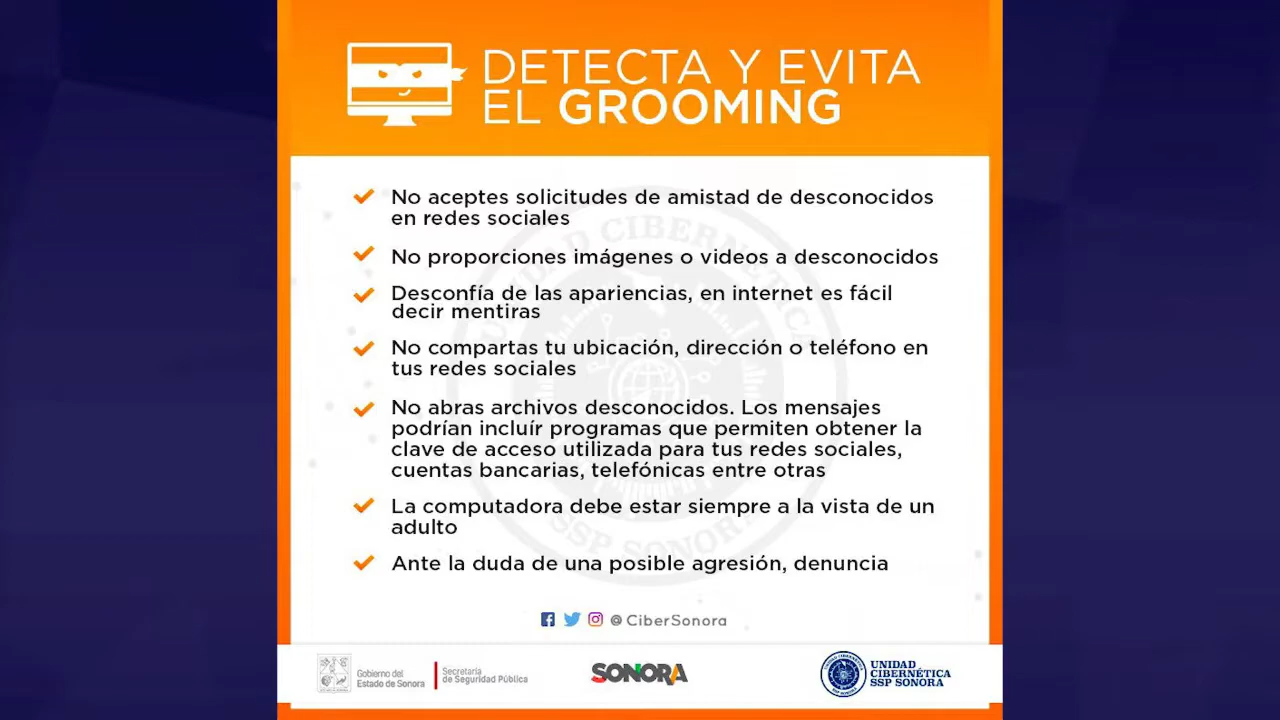 DETECTA Y EVITA
EL GROOMING
No aceptes solicitudes de amistad de desconocidos
en redes sociales
No proporciones imágenes o videos a desconocidos
Desconfía de las apariencias, en internet es fácil
decir mentiras
No compartas tu ubicación, dirección o teléfono en
tus redes sociales
No abras archivos desconocidos. Los mensajes
podrían incluír programas que permiten obtener la
clave de acceso utilizada para tus redes sociales,
cuentas bancarias, telefónicas entre otras
La computadora debe estar siempre a la vista de un
adulto
Ante la duda de una posible agresión, denuncia
@CiberSonora
Gobierno del
Estado de Sonora
Secretaría
de Seguridad Pública
SONORA
UNIDAD
CIBERNÉTICA
SSP SONORA
UNIDAD CIBERNÉTICA
SSP SONORA